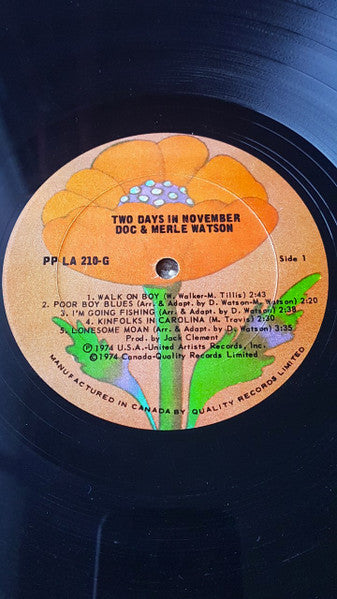 TWO DAYS IN NOVEMBER
DOC & MERLE WATSON
PP LA 210-G
Side 1
1. WALK ON BOY (W. Walker-M. Tillis) 2:43
2. POOR BOY BLUES (Arr. & Adapt. by D. Watson-M. Watson) 2:20
3. I'M GOING FISHING (Arr. & Adapt. by D. Watson) 2:38
4. KINFOLKS IN CAROLINA (M. Travis) 2:30
5. LONESOME MOAN (Arr. & Adapt. by D. Watson) 3:35
Prod. by Jack Clement
Ⓟ 1974 U.S.A.-United Artists Records, Inc.
©1974 Canada-Quality Records Limited
MANUFACTURED IN CANADA BY QUALITY RECORDS LIMITED